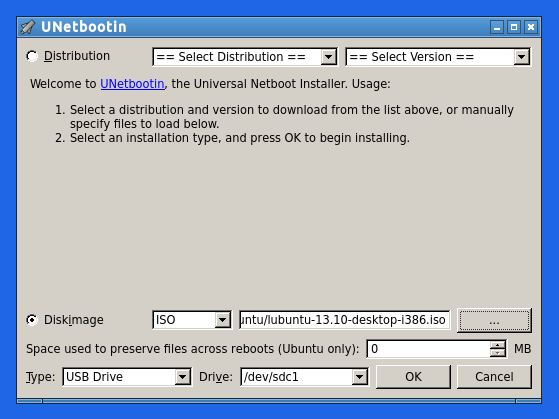 UNetbootin
Distribution == Select Distribution == == Select Version ==
Welcome to UNetbootin, the Universal Netboot Installer. Usage:
1. Select a distribution and version to download from the list above, or manually
specify files to load below.
2. Select an installation type, and press OK to begin installing.
Diskimage ISO untu/lubuntu-13.10-desktop-i386.iso ...
Space used to preserve files across reboots (Ubuntu only): 0 MB
Type: USB Drive Drive: /dev/sdc1 OK Cancel